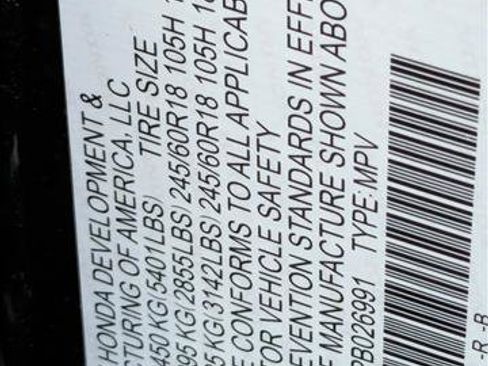 HONDA DEVELOPMENT &
CTURING OF AMERICA, LLC
450 KG(5401LBS) TIRE SIZE
95 KG(2855LBS) 245/60R18 105H
5 KG(3142LBS) 245/60R18 105H
CONFORMS TO ALL APPLICAB
FOR VEHICLE SAFETY
EVENTION STANDARDS IN EFF
MANUFACTURE SHOWN ABO
PB026991 TYPE:MPV
-R -B